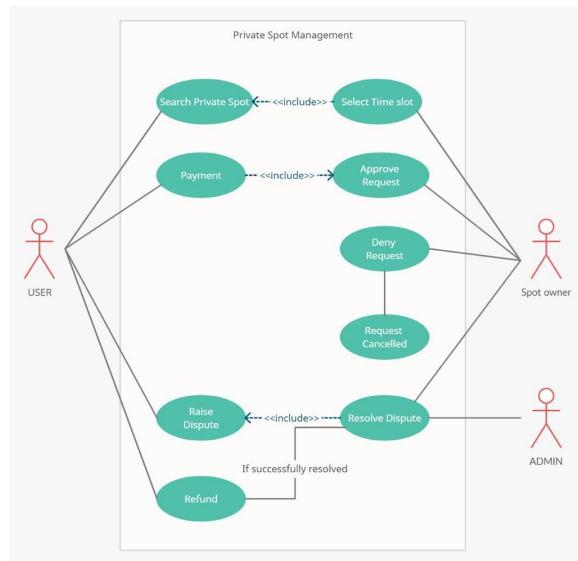 Private Spot Management
Search Private Spot
<<include>>
Select Time slot
Payment
<<include>>
Approve
Request
Deny
Request
USER
Spot owner
Request
Cancelled
Raise
Dispute
<<include>>
Resolve Dispute
ADMIN
If successfully resolved
Refund